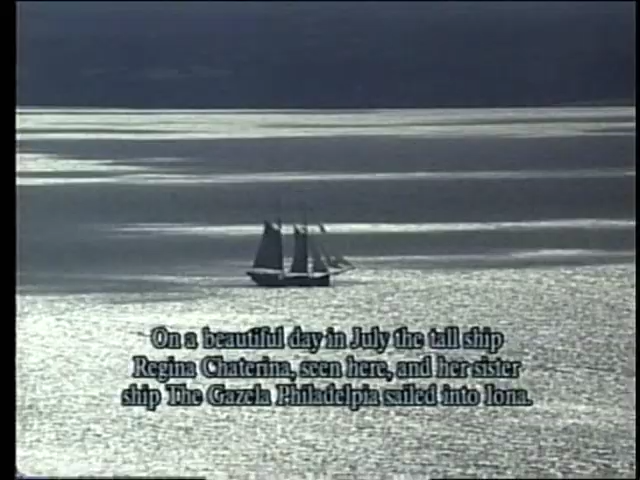 On a beautiful day in July the tall ship
Regina Chaterina, seen here, and her sister
ship The Gazela Philadelpia sailed into Iona.